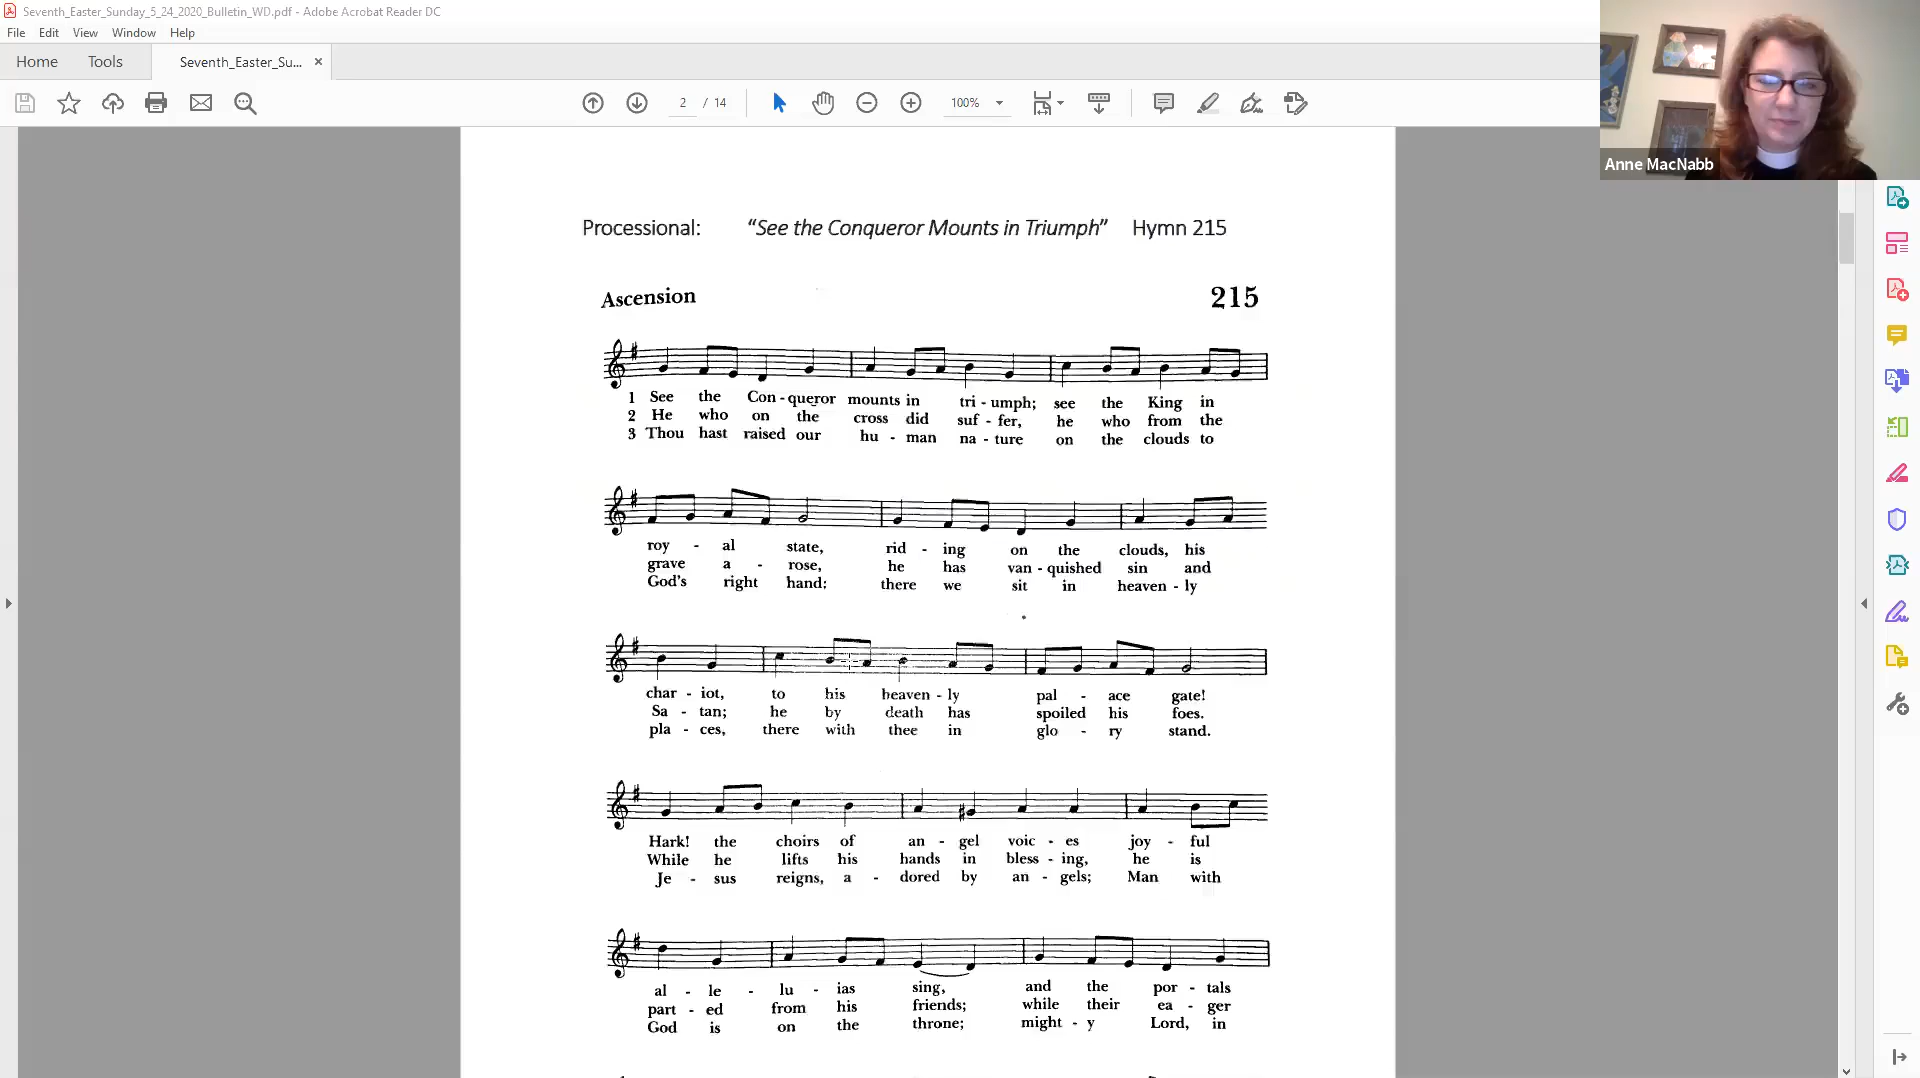 Seventh_Easter_Sunday_5_24_2020_Bulletin_WD.pdf - Adobe Acrobat Reader DC
File Edit View Window Help
Home Tools Seventh_Easter_Su... ×
2 / 14 100%
Anne MacNabb
Processional: “See the Conqueror Mounts in Triumph” Hymn 215
Ascension 215
1 See the Con - queror mounts in tri - umph; see the King in
2 He who on the cross did suf - fer, he who from the
3 Thou hast raised our hu - man na - ture on the clouds to
roy - al state, rid - ing on the clouds, his
grave a - rose, he has van - quished sin and
God's right hand: there we sit in heaven - ly
char - iot, to his heaven - ly pal - ace gate!
Sa - tan; he by death has spoiled his foes.
pla - ces, there with thee in glo - ry stand.
Hark! the choirs of an - gel voic - es joy - ful
While he lifts his hands in bless - ing, he is
Je - sus reigns, a - dored by an - gels; Man with
al - le - lu - ias sing, and the por - tals
part - ed from his friends; while their ea - ger
God is on the throne; might - y Lord, in